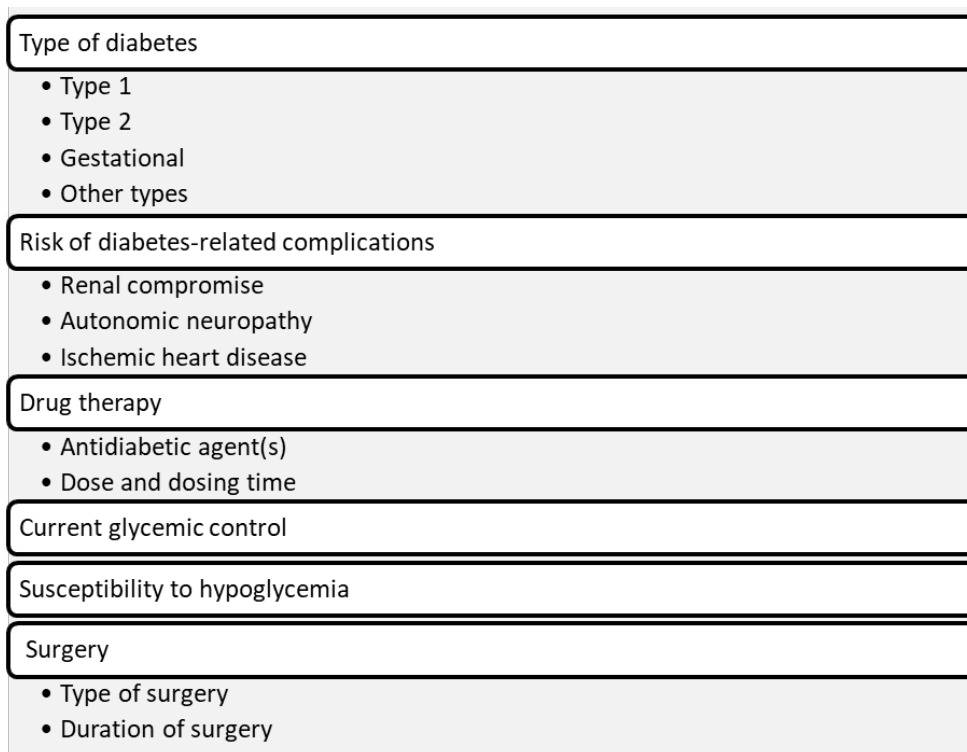 Type of diabetes
• Type 1
• Type 2
• Gestational
• Other types
Risk of diabetes-related complications
• Renal compromise
• Autonomic neuropathy
• Ischemic heart disease
Drug therapy
• Antidiabetic agent(s)
• Dose and dosing time
Current glycemic control
Susceptibility to hypoglycemia
Surgery
• Type of surgery
• Duration of surgery